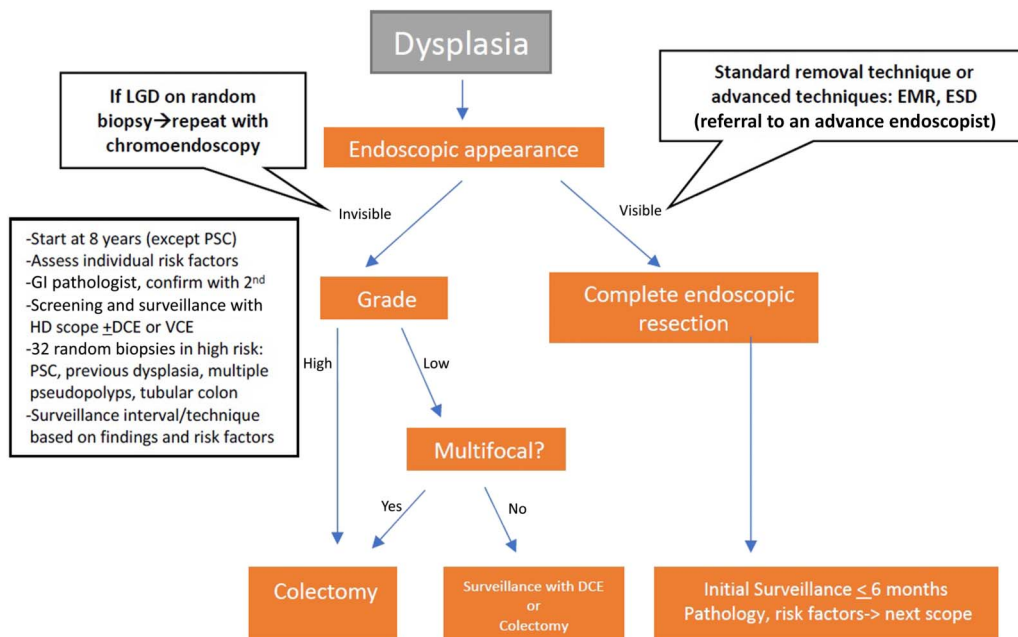 Dysplasia
If LGD on random
biopsy→repeat with
chromoendoscopy
Standard removal technique or
advanced techniques: EMR, ESD
(referral to an advance endoscopist)
Endoscopic appearance
Invisible
Visible
-Start at 8 years (except PSC)
-Assess individual risk factors
-GI pathologist, confirm with 2nd
-Screening and surveillance with
HD scope ±DCE or VCE
-32 random biopsies in high risk:
PSC, previous dysplasia, multiple
pseudopolyps, tubular colon
-Surveillance interval/technique
based on findings and risk factors
Grade
Complete endoscopic
resection
High
Low
Multifocal?
Yes
No
Colectomy
Surveillance with DCE
or
Colectomy
Initial Surveillance ≤ 6 months
Pathology, risk factors-> next scope